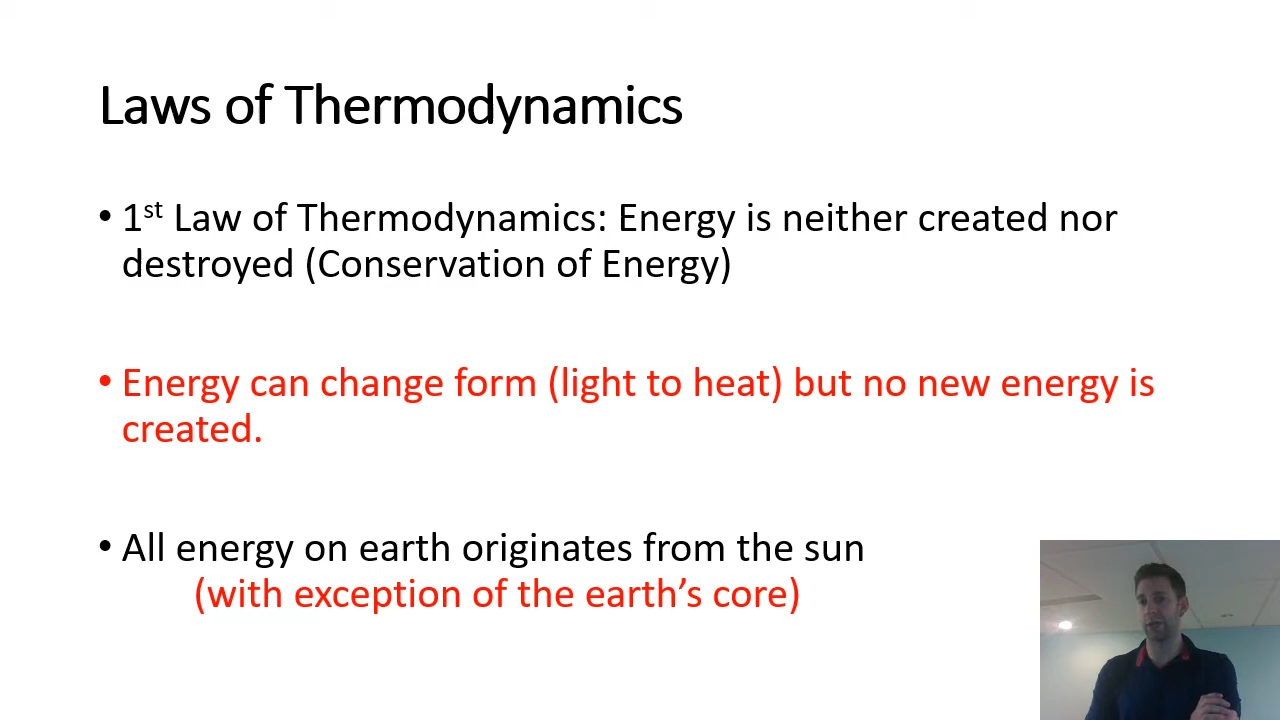 Laws of Thermodynamics
• 1st Law of Thermodynamics: Energy is neither created nor
destroyed (Conservation of Energy)
• Energy can change form (light to heat) but no new energy is
created.
• All energy on earth originates from the sun
(with exception of the earth’s core)